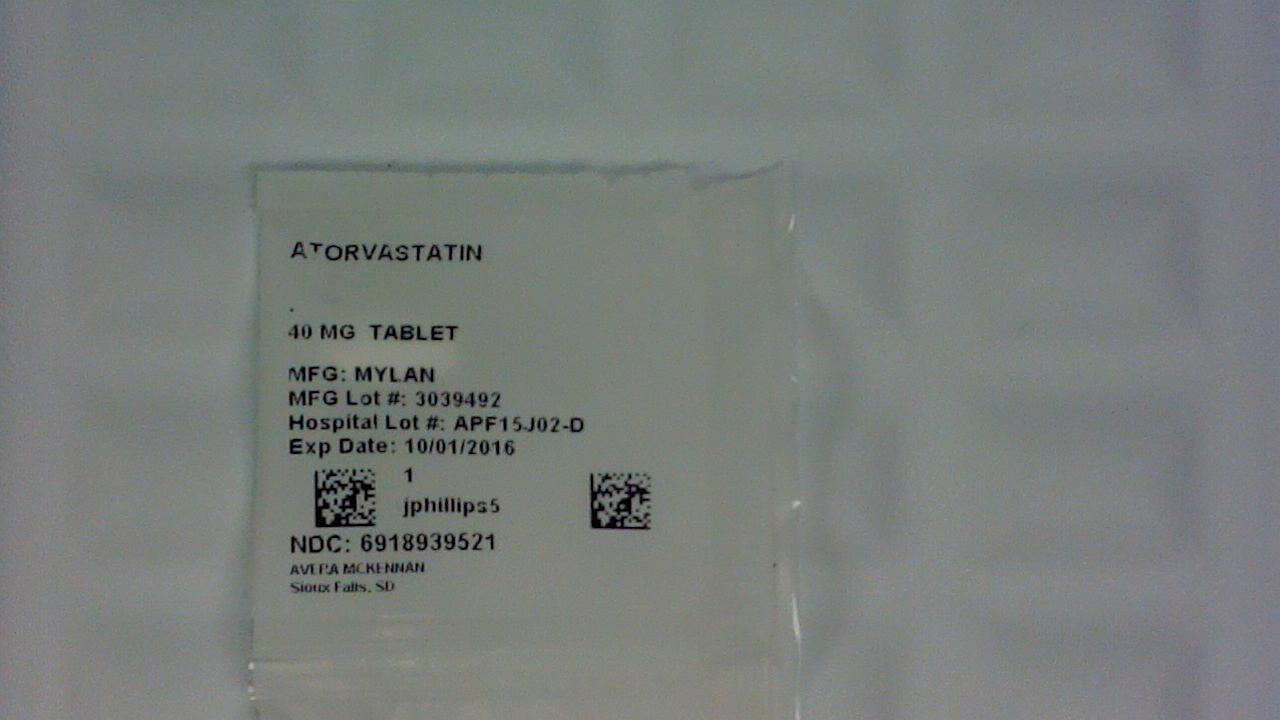 ATORVASTATIN
.
40 MG TABLET
MFG: MYLAN
MFG Lot #: 3039492
Hospital Lot #: APF15J02-D
Exp Date: 10/01/2016
1
jphillips5
NDC: 6918939521
AVERA MCKENNAN
Sioux Falls, SD